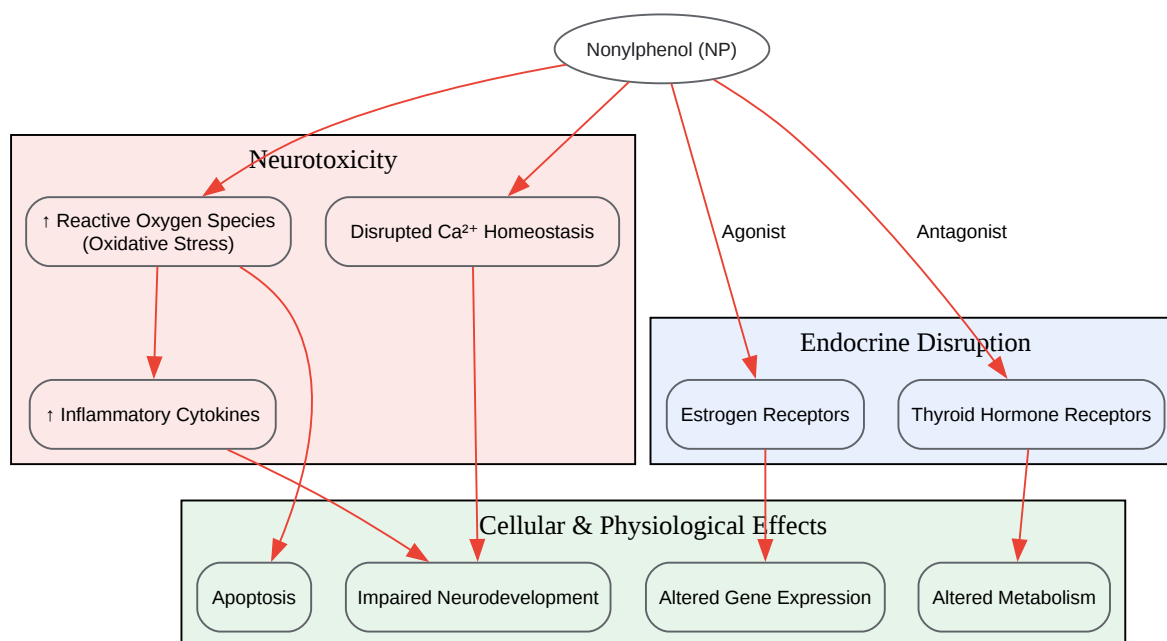 Nonylphenol (NP)
Neurotoxicity
↑ Reactive Oxygen Species
(Oxidative Stress)
Disrupted Ca²⁺ Homeostasis
Agonist
Antagonist
Endocrine Disruption
↑ Inflammatory Cytokines
Estrogen Receptors
Thyroid Hormone Receptors
Cellular & Physiological Effects
Apoptosis
Impaired Neurodevelopment
Altered Gene Expression
Altered Metabolism